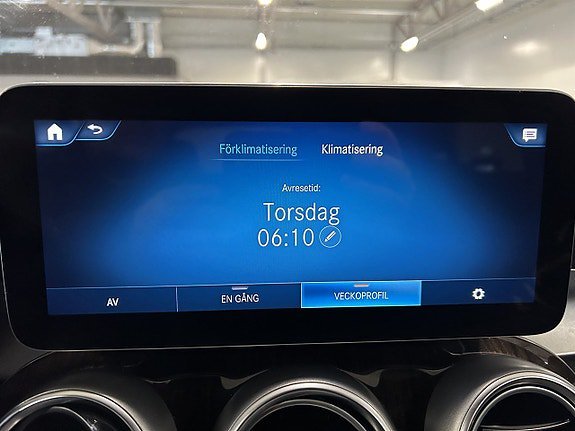 Förklimatisering Klimatisering
Avresetid:
Torsdag
06:10
AV EN GÅNG VECKOPROFIL